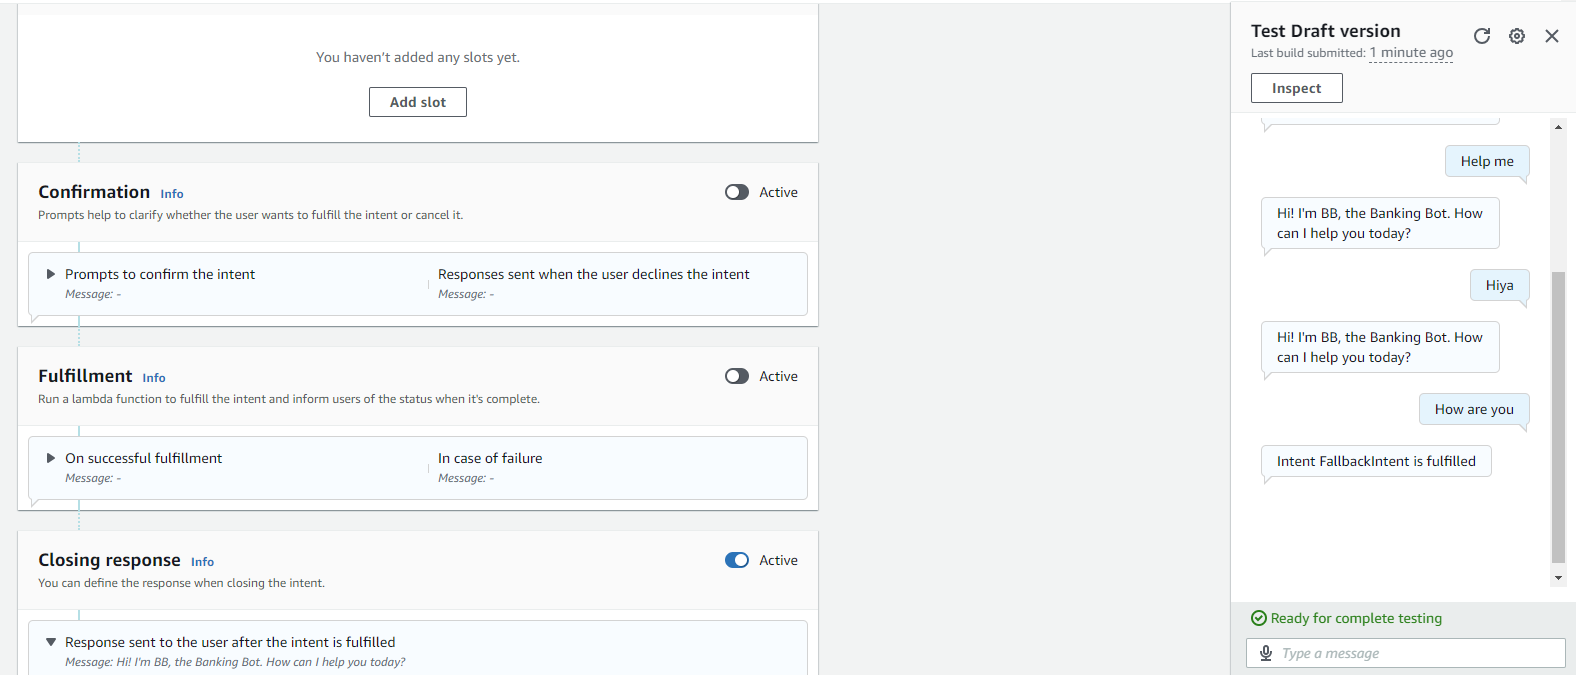 You haven't added any slots yet.
Add slot
Confirmation Info
Active
Prompts help to clarify whether the user wants to fulfill the intent or cancel it.
Prompts to confirm the intent
Message: -
Responses sent when the user declines the intent
Message: -
Fulfillment Info
Active
Run a lambda function to fulfill the intent and inform users of the status when it's complete.
On successful fulfillment
Message: -
In case of failure
Message: -
Closing response Info
Active
You can define the response when closing the intent.
Response sent to the user after the intent is fulfilled
Message: Hi! I'm BB, the Banking Bot. How can I help you today?
Test Draft version
Last build submitted: 1 minute ago
Inspect
Help me
Hi! I'm BB, the Banking Bot. How
can I help you today?
Hiya
Hi! I'm BB, the Banking Bot. How
can I help you today?
How are you
Intent FallbackIntent is fulfilled
Ready for complete testing
Type a message